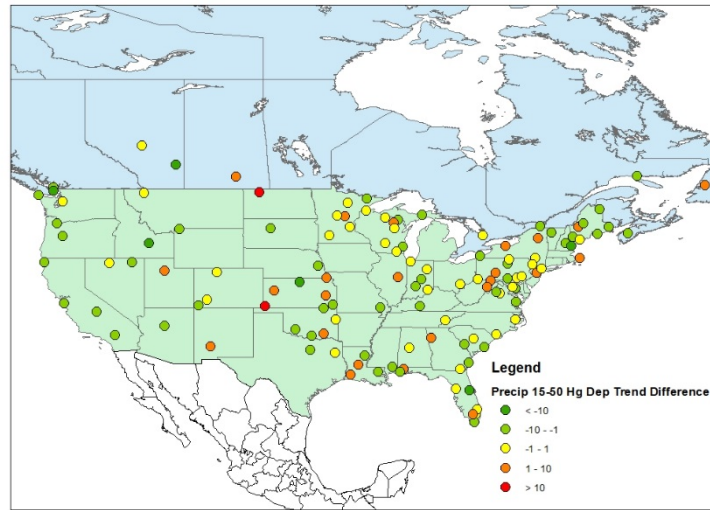 Legend
Precip 15-50 Hg Dep Trend Difference
< -10
-10 - -1
-1 - 1
1 - 10
> 10